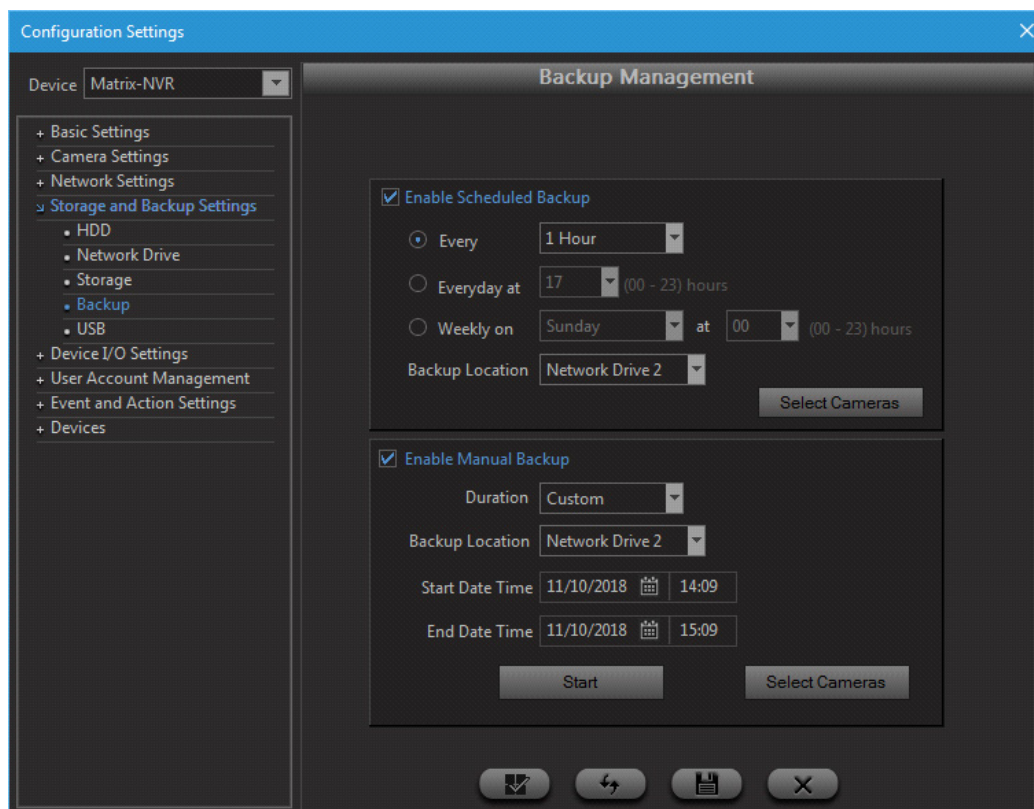 Configuration Settings
Device Matrix-NVR
Backup Management
+ Basic Settings
+ Camera Settings
+ Network Settings
Storage and Backup Settings
• HDD
• Network Drive
• Storage
• Backup
• USB
+ Device I/O Settings
+ User Account Management
+ Event and Action Settings
+ Devices
Enable Scheduled Backup
Every 1 Hour
Everyday at 17 (00 - 23) hours
Weekly on Sunday at 00 (00 - 23) hours
Backup Location Network Drive 2
Select Cameras
Enable Manual Backup
Duration Custom
Backup Location Network Drive 2
Start Date Time 11/10/2018 14:09
End Date Time 11/10/2018 15:09
Start Select Cameras